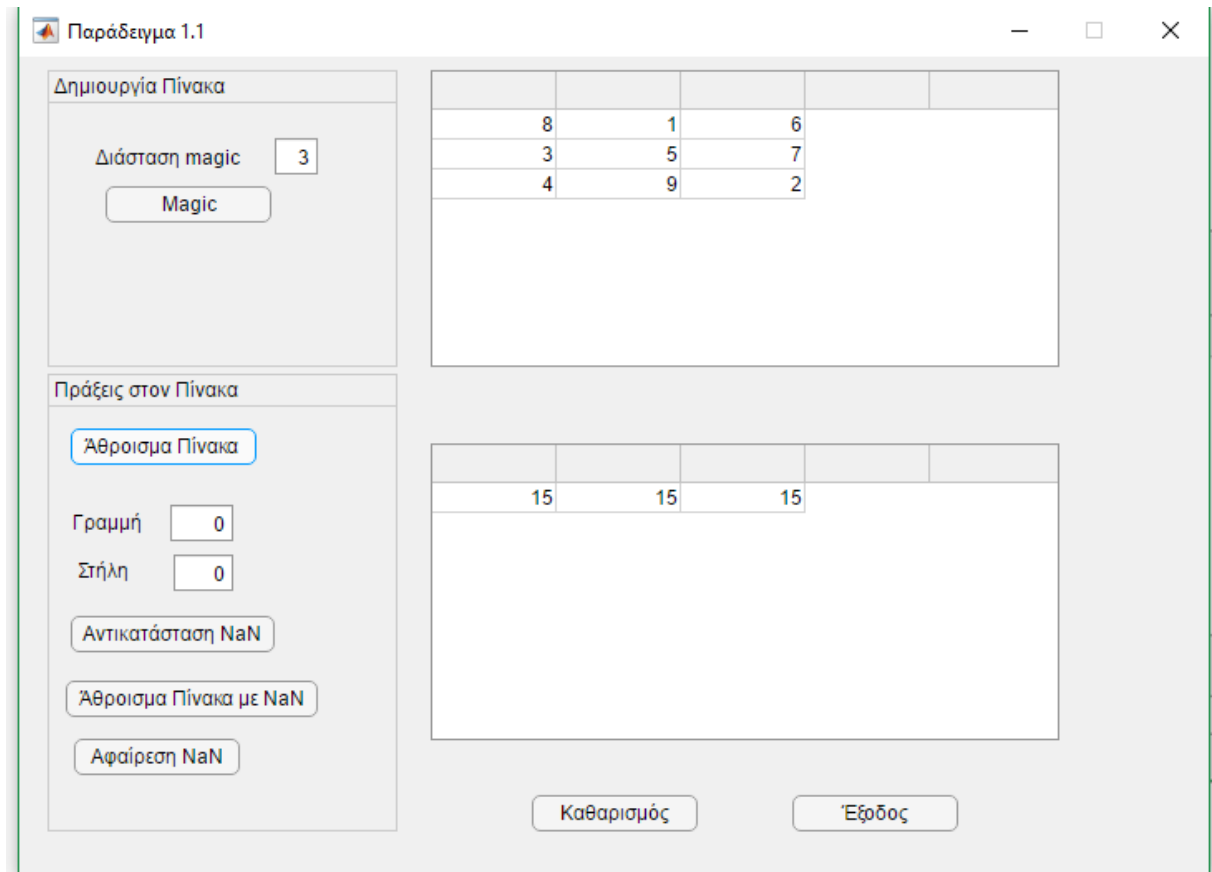 Παράδειγμα 1.1
Δημιουργία Πίνακα
Διάσταση magic 3
Magic
8 1 6
3 5 7
4 9 2
Πράξεις στον Πίνακα
Άθροισμα Πίνακα
Γραμμή 0
Στήλη 0
Αντικατάσταση NaN
Άθροισμα Πίνακα με NaN
Αφαίρεση NaN
15 15 15
Καθαρισμός
Έξοδος